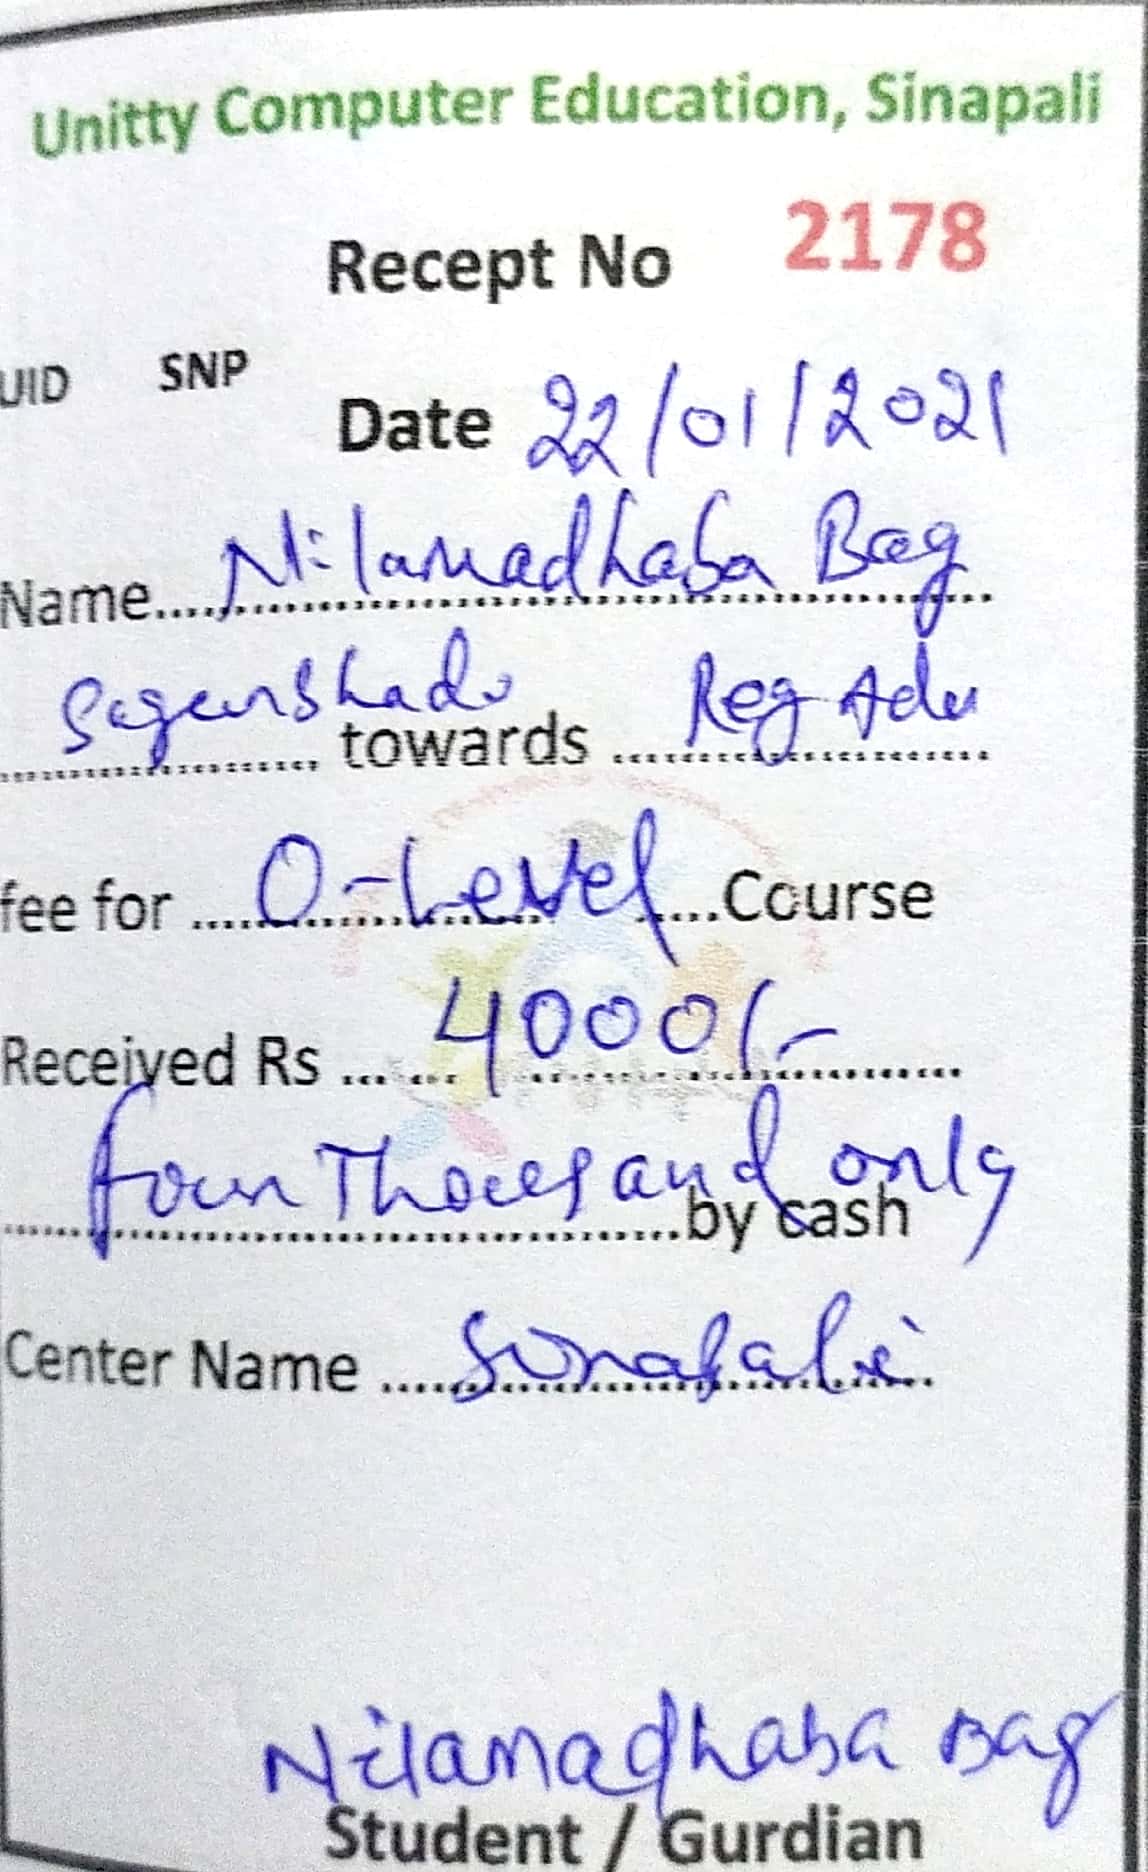 Unitty Computer Education, Sinapali
Recept No 2178
UID SNP
Date 22/01/2021
Name..... Nilamadhaba Bag
towards Reg Adm
fee for O-Level Course
Received Rs 4000/-
four Thousand only
by cash
Center Name Sinapali
Nilamadhaba Bag
Student / Gurdian